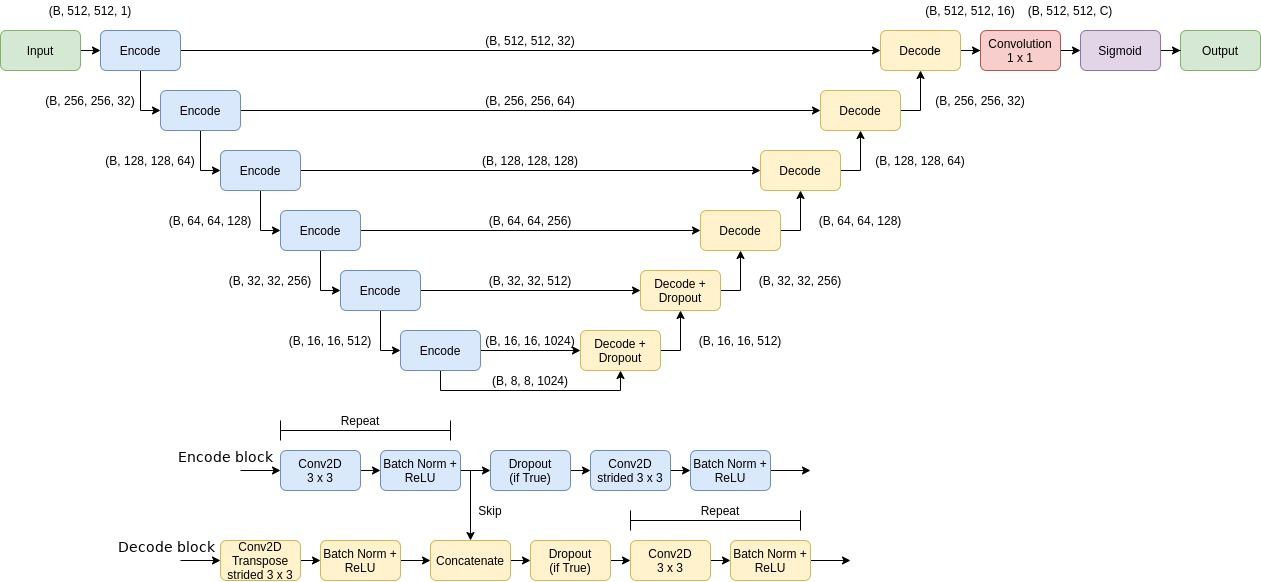 (B, 512, 512, 1)
(B, 512, 512, 16)
(B, 512, 512, C)
Input
Encode
(B, 512, 512, 32)
Decode
Convolution
1 x 1
Sigmoid
Output
(B, 256, 256, 32)
Encode
(B, 256, 256, 64)
Decode
(B, 256, 256, 32)
(B, 128, 128, 64)
Encode
(B, 128, 128, 128)
Decode
(B, 128, 128, 64)
(B, 64, 64, 128)
Encode
(B, 64, 64, 256)
Decode
(B, 64, 64, 128)
(B, 32, 32, 256)
Encode
(B, 32, 32, 512)
Decode +
Dropout
(B, 32, 32, 256)
(B, 16, 16, 512)
Encode
(B, 16, 16, 1024)
Decode +
Dropout
(B, 16, 16, 512)
(B, 8, 8, 1024)
Repeat
Encode block
Conv2D
3 x 3
Batch Norm +
ReLU
Dropout
(if True)
Conv2D
strided 3 x 3
Batch Norm +
ReLU
Skip
Repeat
Decode block
Conv2D
Transpose
strided 3 x 3
Batch Norm +
ReLU
Concatenate
Dropout
(if True)
Conv2D
3 x 3
Batch Norm +
ReLU